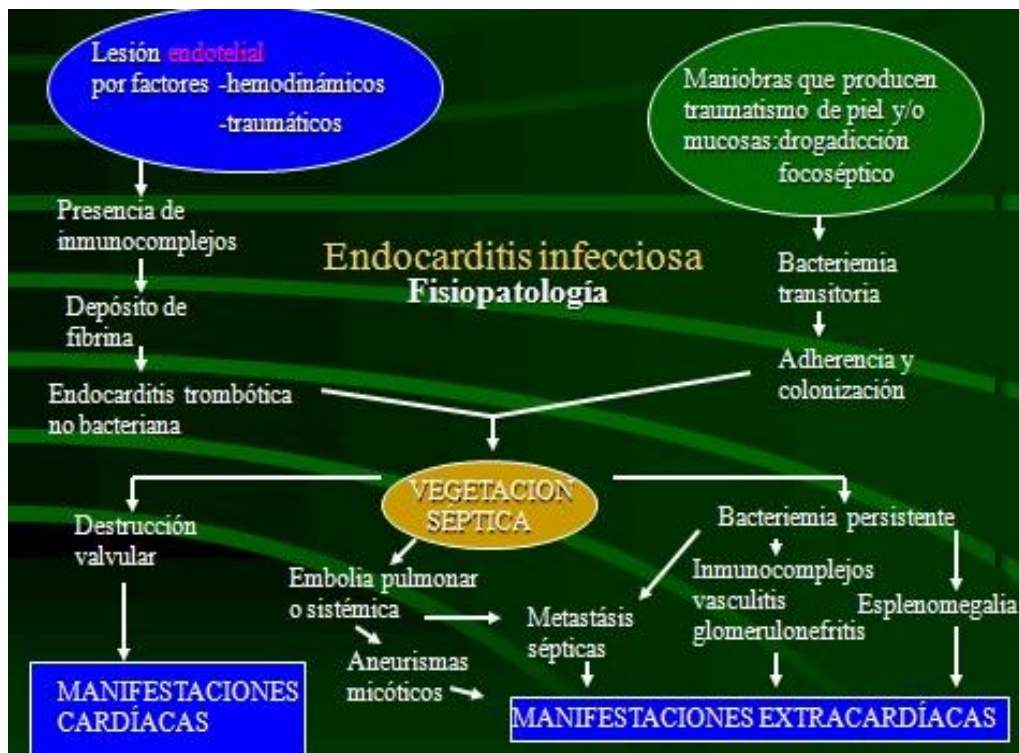 Lesión endotelial
por factores -hemodinámicos
-traumáticos
Maniobras que producen
traumatismo de piel y/o
mucosas:drogadicción
focoséptico
Presencia de
inmunocomplejos
Endocarditis infecciosa
Fisiopatología
Bacteriemia
transitoria
Depósito de
fibrina
Adherencia y
colonización
Endocarditis trombótica
no bacteriana
VEGETACION
SÉPTICA
Destrucción
valvular
Bacteriemia persistente
Embolia pulmonar
o sistémica
Inmunocomplejos
vasculitis
glomerulonefritis
Esplenomegalia
Metastásis
sépticas
Aneurismas
micóticos
MANIFESTACIONES
CARDÍACAS
MANIFESTACIONES EXTRACARDÍACAS